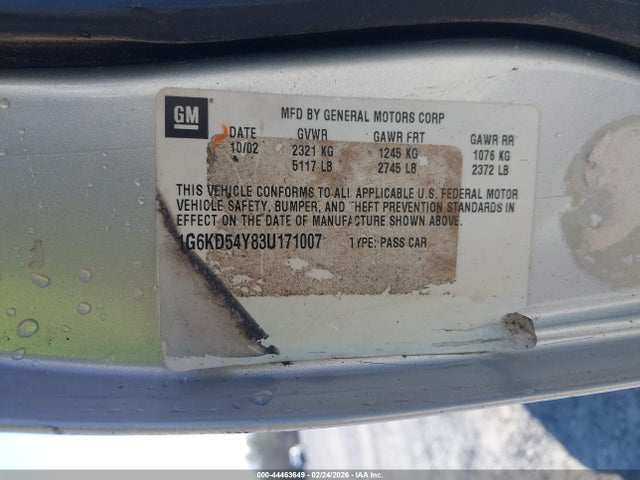 GM
MFD BY GENERAL MOTORS CORP
DATE GVWR GAWR FRT GAWR RR
10/02 2321 KG 1245 KG 1076 KG
5117 LB 2745 LB 2372 LB
THIS VEHICLE CONFORMS TO ALL APPLICABLE U.S. FEDERAL MOTOR
VEHICLE SAFETY, BUMPER, AND THEFT PREVENTION STANDARDS IN
EFFECT ON THE DATE OF MANUFACTURE SHOWN ABOVE.
1G6KD54Y83U171007 TYPE: PASS CAR
000-44463649 | 02/24/2026 - IAA Inc.